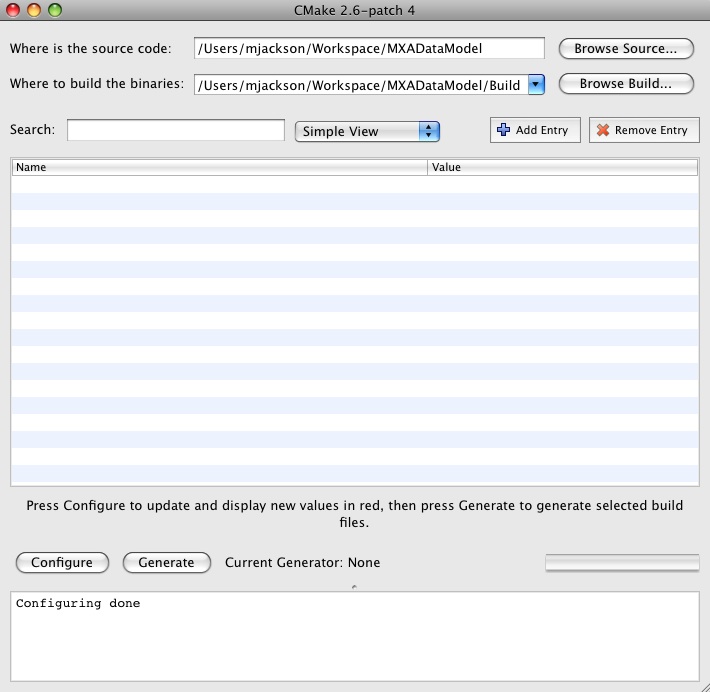 CMake 2.6-patch 4
Where is the source code: /Users/mjackson/Workspace/MXADataModel Browse Source...
Where to build the binaries: /Users/mjackson/Workspace/MXADataModel/Build Browse Build...
Search: Simple View Add Entry Remove Entry
Name Value
Press Configure to update and display new values in red, then press Generate to generate selected build
files.
Configure Generate Current Generator: None
Configuring done